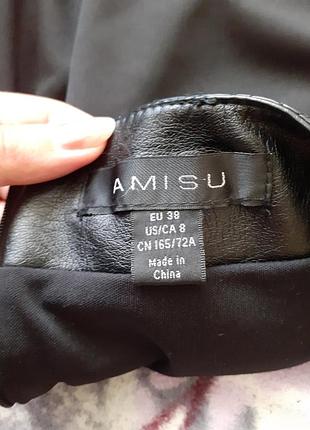 AMISU
EU 38
US/CA 8
CN 165/72A
Made in
China